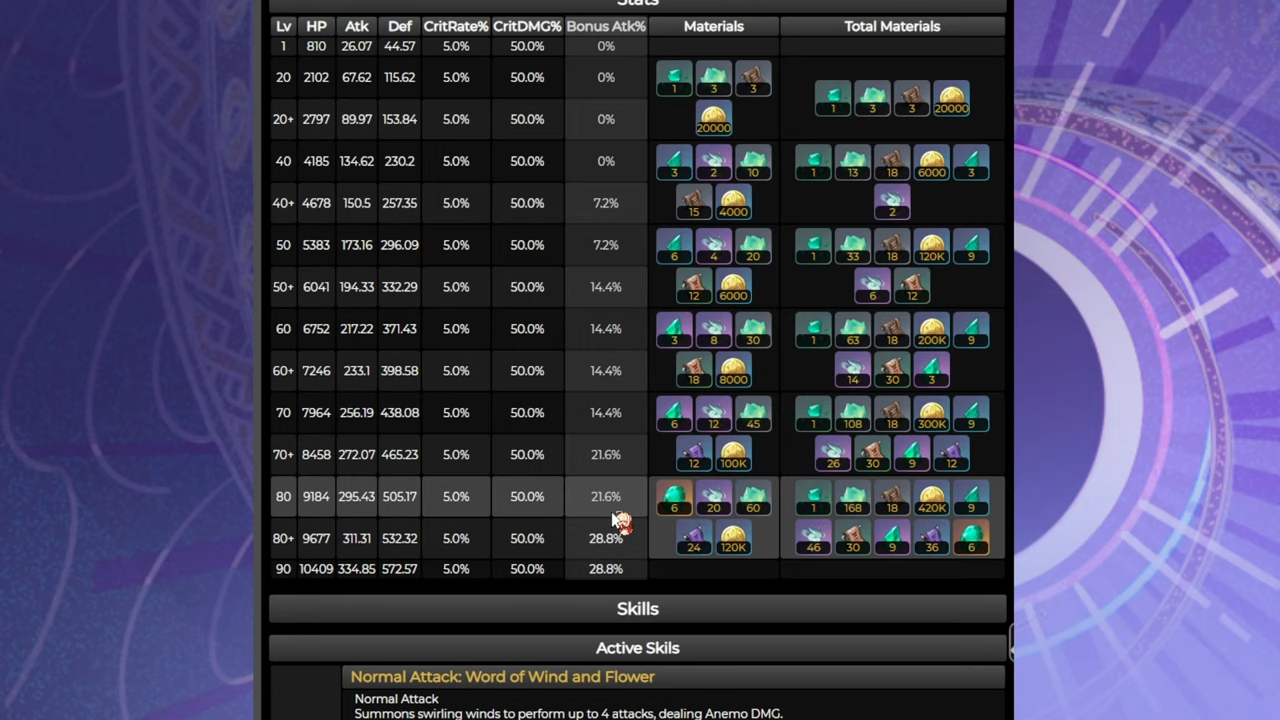 Stats
Lv HP Atk Def CritRate% CritDMG% Bonus Atk% Materials Total Materials
1 810 26.07 44.57 5.0% 50.0% 0%
20 2102 67.62 115.62 5.0% 50.0% 0% 1 3 3 1 3 3 20000
20+ 2797 89.97 153.84 5.0% 50.0% 0% 20000
40 4185 134.62 230.2 5.0% 50.0% 0% 3 2 10 1 13 18 6000 3
40+ 4678 150.5 257.35 5.0% 50.0% 7.2% 15 4000 2
50 5383 173.16 296.09 5.0% 50.0% 7.2% 6 4 20 1 33 18 120K 9
50+ 6041 194.33 332.29 5.0% 50.0% 14.4% 12 6000 6 12
60 6752 217.22 371.43 5.0% 50.0% 14.4% 3 8 30 1 63 18 200K 9
60+ 7246 233.1 398.58 5.0% 50.0% 14.4% 18 8000 14 30 3
70 7964 256.19 438.08 5.0% 50.0% 14.4% 6 12 45 1 108 18 300K 9
70+ 8458 272.07 465.23 5.0% 50.0% 21.6% 12 100K 26 30 9 12
80 9184 295.43 505.17 5.0% 50.0% 21.6% 6 20 60 1 168 18 420K 9
80+ 9677 311.31 532.32 5.0% 50.0% 28.8% 24 120K 46 30 9 36 6
90 10409 334.85 572.57 5.0% 50.0% 28.8%
Skills
Active Skils
Normal Attack: Word of Wind and Flower
Normal Attack
Summons swirling winds to perform up to 4 attacks, dealing Anemo DMG.